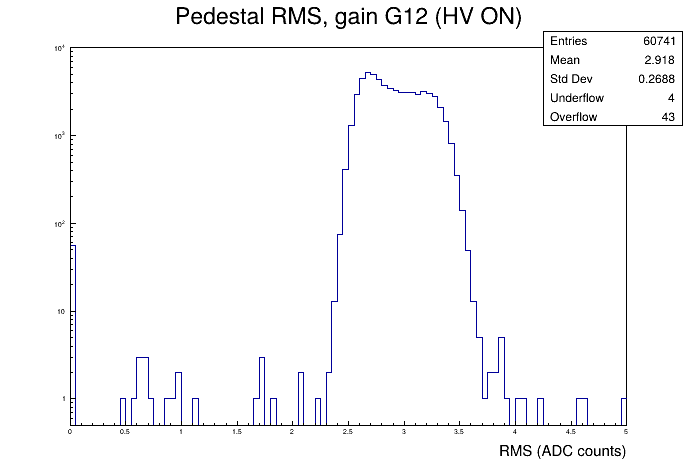 Pedestal RMS, gain G12 (HV ON)
Entries 60741
Mean 2.918
Std Dev 0.2688
Underflow 4
Overflow 43
10⁴
10³
10²
10
1
0 0.5 1 1.5 2 2.5 3 3.5 4 4.5 5
RMS (ADC counts)